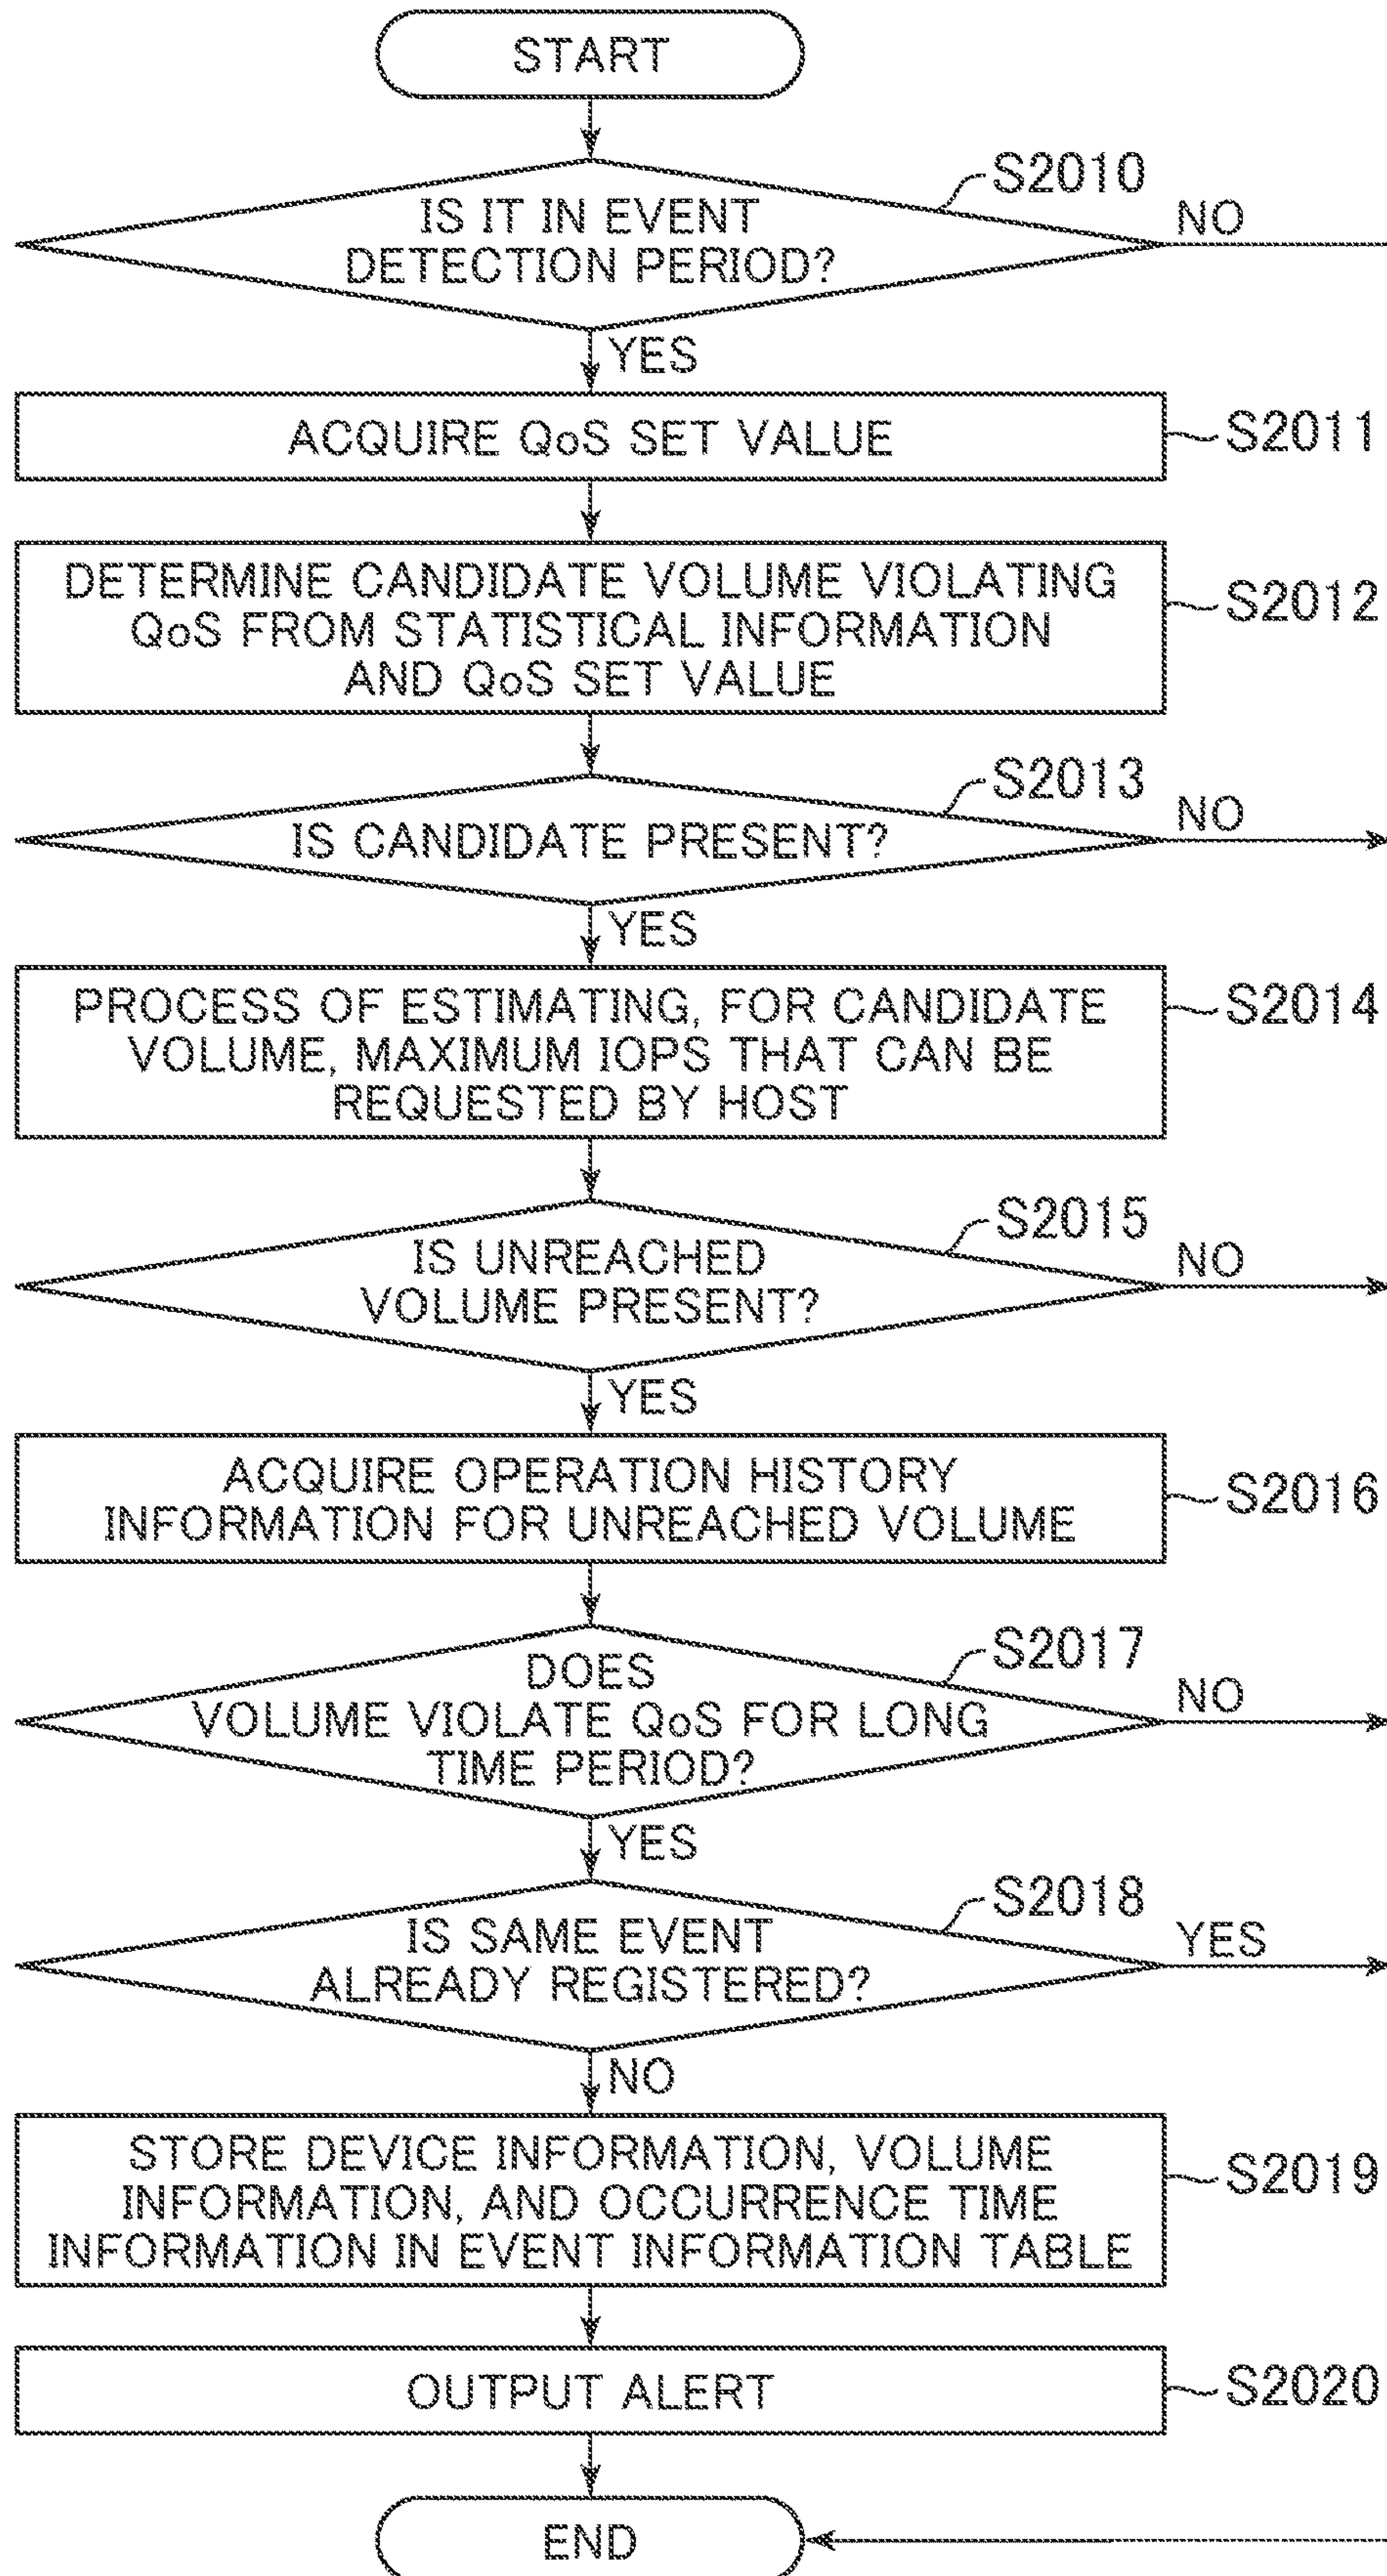 START
S2010
IS IT IN EVENT
DETECTION PERIOD?
NO
YES
ACQUIRE QoS SET VALUE
S2011
DETERMINE CANDIDATE VOLUME VIOLATING
QoS FROM STATISTICAL INFORMATION
AND QoS SET VALUE
S2012
S2013
IS CANDIDATE PRESENT?
NO
YES
PROCESS OF ESTIMATING, FOR CANDIDATE
VOLUME, MAXIMUM IOPS THAT CAN BE
REQUESTED BY HOST
S2014
S2015
IS UNREACHED
VOLUME PRESENT?
NO
YES
ACQUIRE OPERATION HISTORY
INFORMATION FOR UNREACHED VOLUME
S2016
S2017
DOES
VOLUME VIOLATE QoS FOR LONG
TIME PERIOD?
NO
YES
S2018
IS SAME EVENT
ALREADY REGISTERED?
YES
NO
STORE DEVICE INFORMATION, VOLUME
INFORMATION, AND OCCURRENCE TIME
INFORMATION IN EVENT INFORMATION TABLE
S2019
OUTPUT ALERT
S2020
END